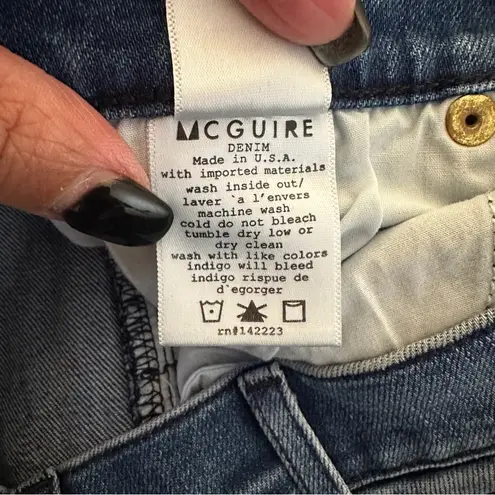 MCGUIRE
DENIM
Made in U.S.A.
with imported materials
wash inside out/
laver `a l'envers
machine wash
cold do not bleach
tumble dry low or
dry clean
wash with like colors
indigo will bleed
indigo rispue de
d`egorger
rn#142223